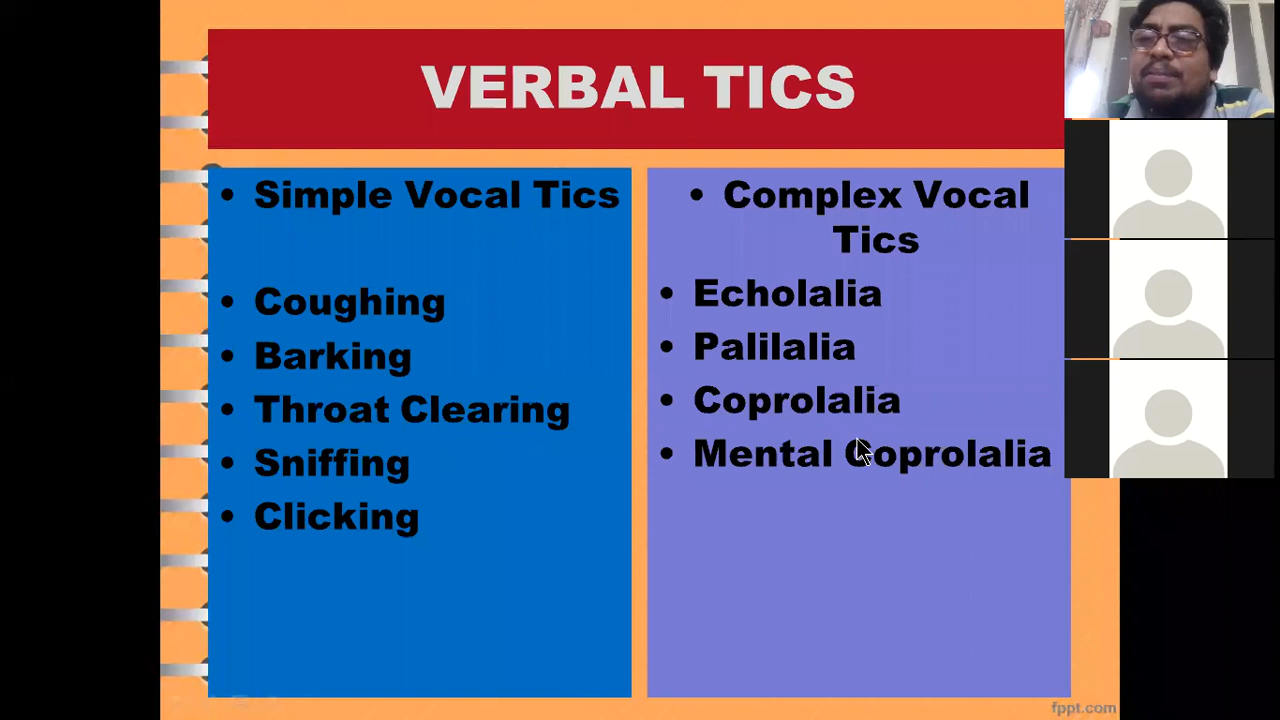 VERBAL TICS
• Simple Vocal Tics
• Coughing
• Barking
• Throat Clearing
• Sniffing
• Clicking
• Complex Vocal
Tics
• Echolalia
• Palilalia
• Coprolalia
• Mental Coprolalia
fppt.com